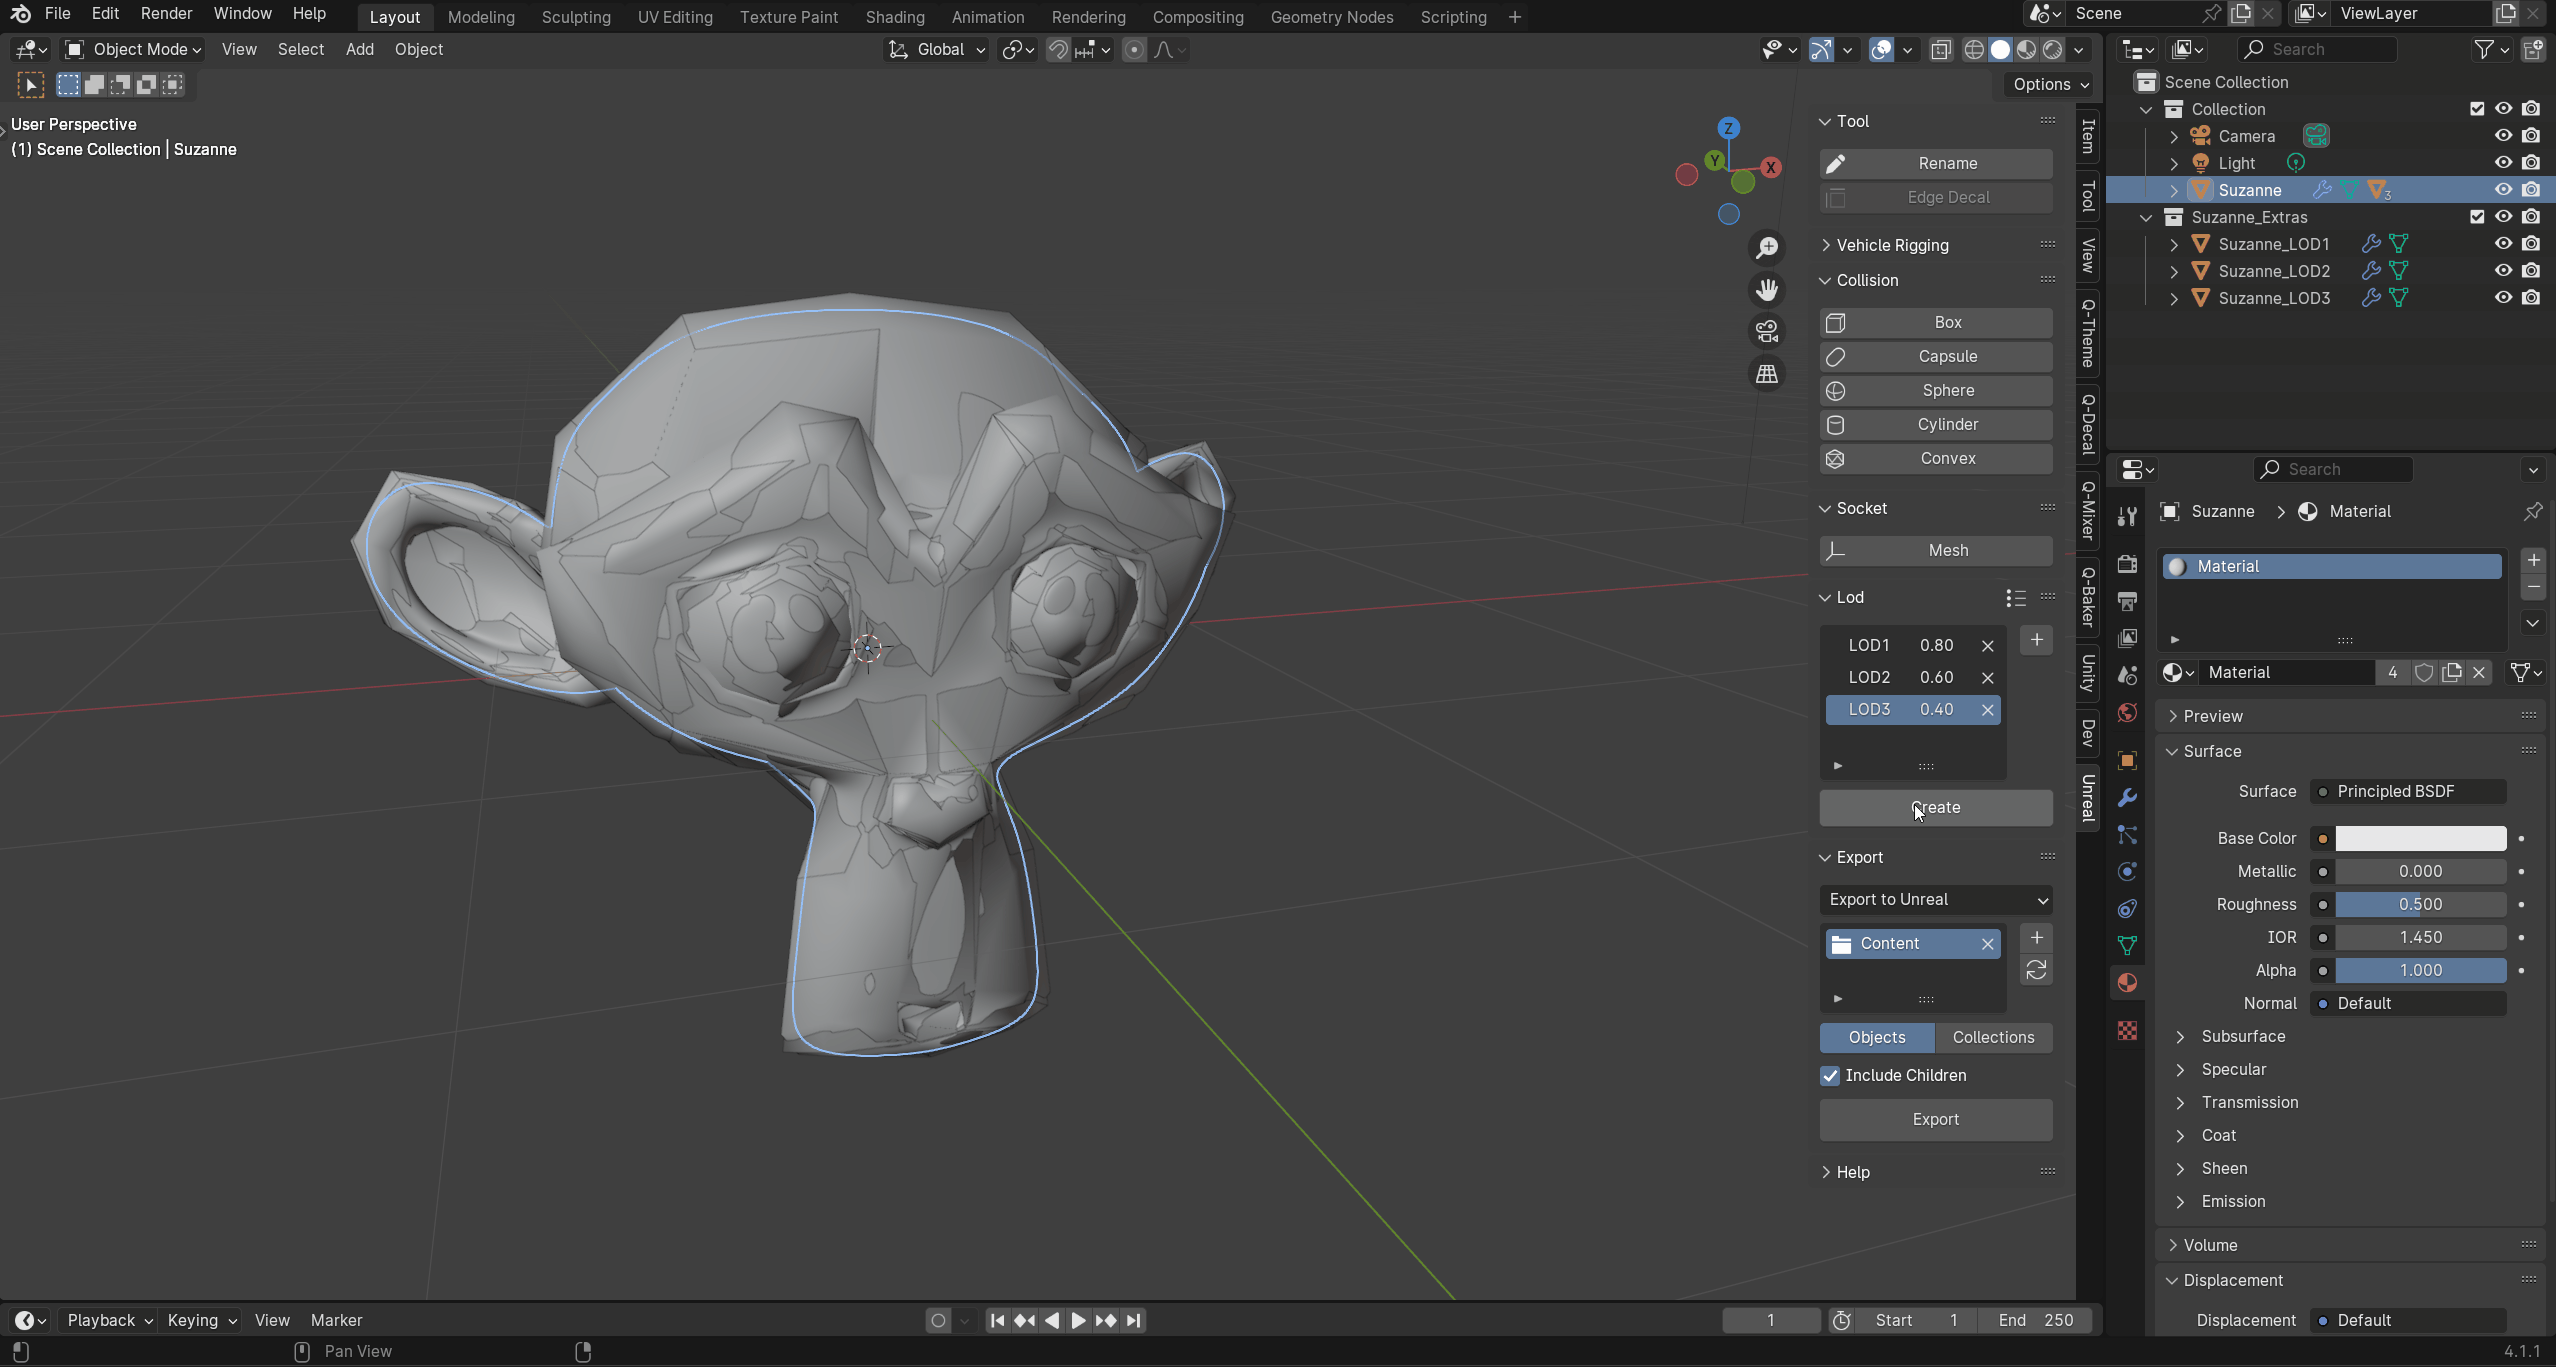 File Edit Render Window Help Layout Modeling Sculpting UV Editing Texture Paint Shading Animation Rendering Compositing Geometry Nodes Scripting Scene ViewLayer
Object Mode View Select Add Object Global Search
Options
User Perspective
(1) Scene Collection | Suzanne
Z
Y
X
Tool
Rename
Edge Decal
Vehicle Rigging
Collision
Box
Capsule
Sphere
Cylinder
Convex
Socket
Mesh
Lod
LOD1 0.80
LOD2 0.60
LOD3 0.40
Create
Export
Export to Unreal
Content
Objects Collections
Include Children
Export
Help
Item
Tool
View
Q-Theme
Q-Decal
Q-Mixer
Q-Baker
Unity
Dev
Unreal
Scene Collection
Collection
Camera
Light
Suzanne 3
Suzanne_Extras
Suzanne_LOD1
Suzanne_LOD2
Suzanne_LOD3
Search
Suzanne Material
Material
Material 4
Preview
Surface
Surface Principled BSDF
Base Color
Metallic 0.000
Roughness 0.500
IOR 1.450
Alpha 1.000
Normal Default
Subsurface
Specular
Transmission
Coat
Sheen
Emission
Volume
Displacement
Displacement Default
Playback Keying View Marker 1 Start 1 End 250
Pan View 4.1.1